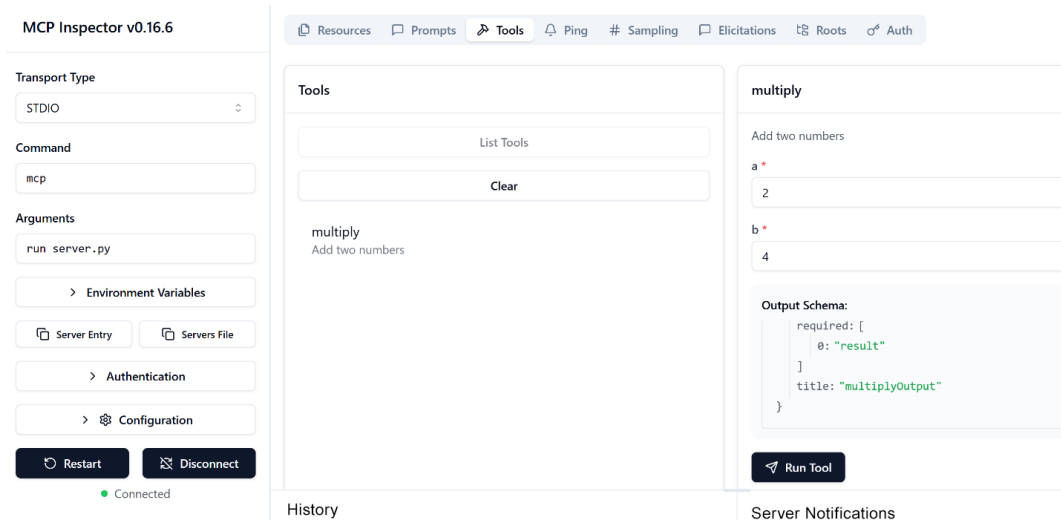 MCP Inspector v0.16.6
Transport Type
STDIO
Command
mcp
Arguments
run server.py
Environment Variables
Server Entry
Servers File
Authentication
Configuration
Restart
Disconnect
Connected
Resources
Prompts
Tools
Ping
Sampling
Elicitations
Roots
Auth
Tools
List Tools
Clear
multiply
Add two numbers
History
multiply
Add two numbers
a *
2
b *
4
Output Schema:
required: [
0: "result"
]
title: "multiplyOutput"
}
Run Tool
Server Notifications